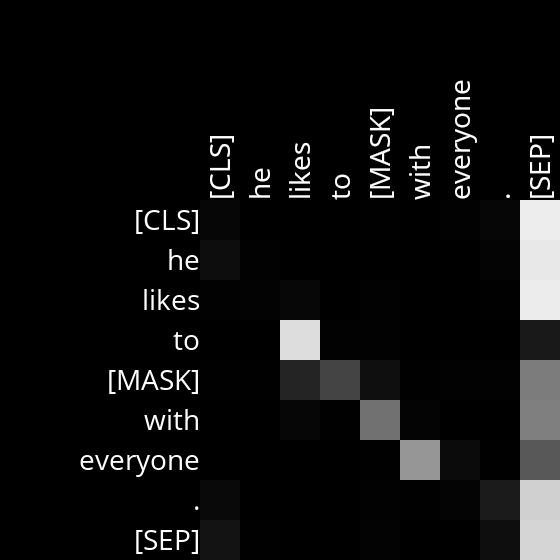 [CLS] he likes to [MASK] with everyone . [SEP]
[CLS]
he
likes
to
[MASK]
with
everyone
.
[SEP]